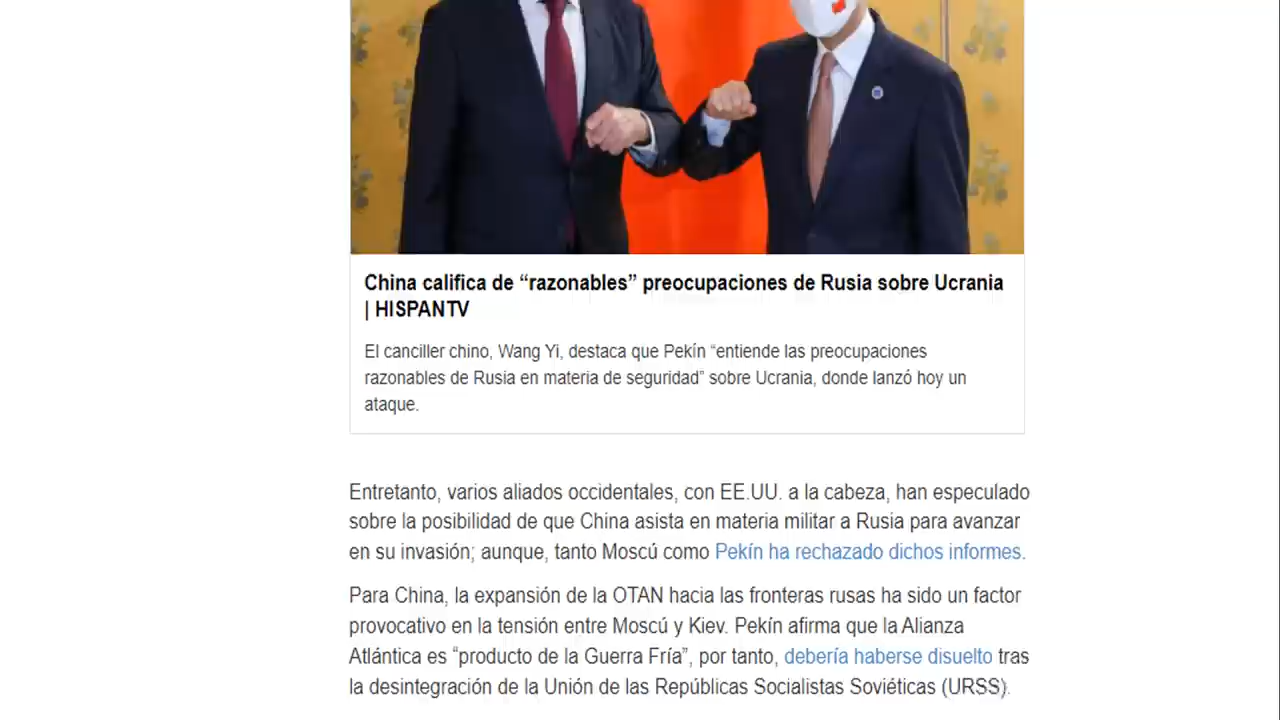 China califica de “razonables” preocupaciones de Rusia sobre Ucrania
| HISPANTV
El canciller chino, Wang Yi, destaca que Pekín “entiende las preocupaciones
razonables de Rusia en materia de seguridad” sobre Ucrania, donde lanzó hoy un
ataque.
Entretanto, varios aliados occidentales, con EE.UU. a la cabeza, han especulado
sobre la posibilidad de que China asista en materia militar a Rusia para avanzar
en su invasión; aunque, tanto Moscú como Pekín ha rechazado dichos informes.
Para China, la expansión de la OTAN hacia las fronteras rusas ha sido un factor
provocativo en la tensión entre Moscú y Kiev. Pekín afirma que la Alianza
Atlántica es “producto de la Guerra Fría”, por tanto, debería haberse disuelto tras
la desintegración de la Unión de las Repúblicas Socialistas Soviéticas (URSS).